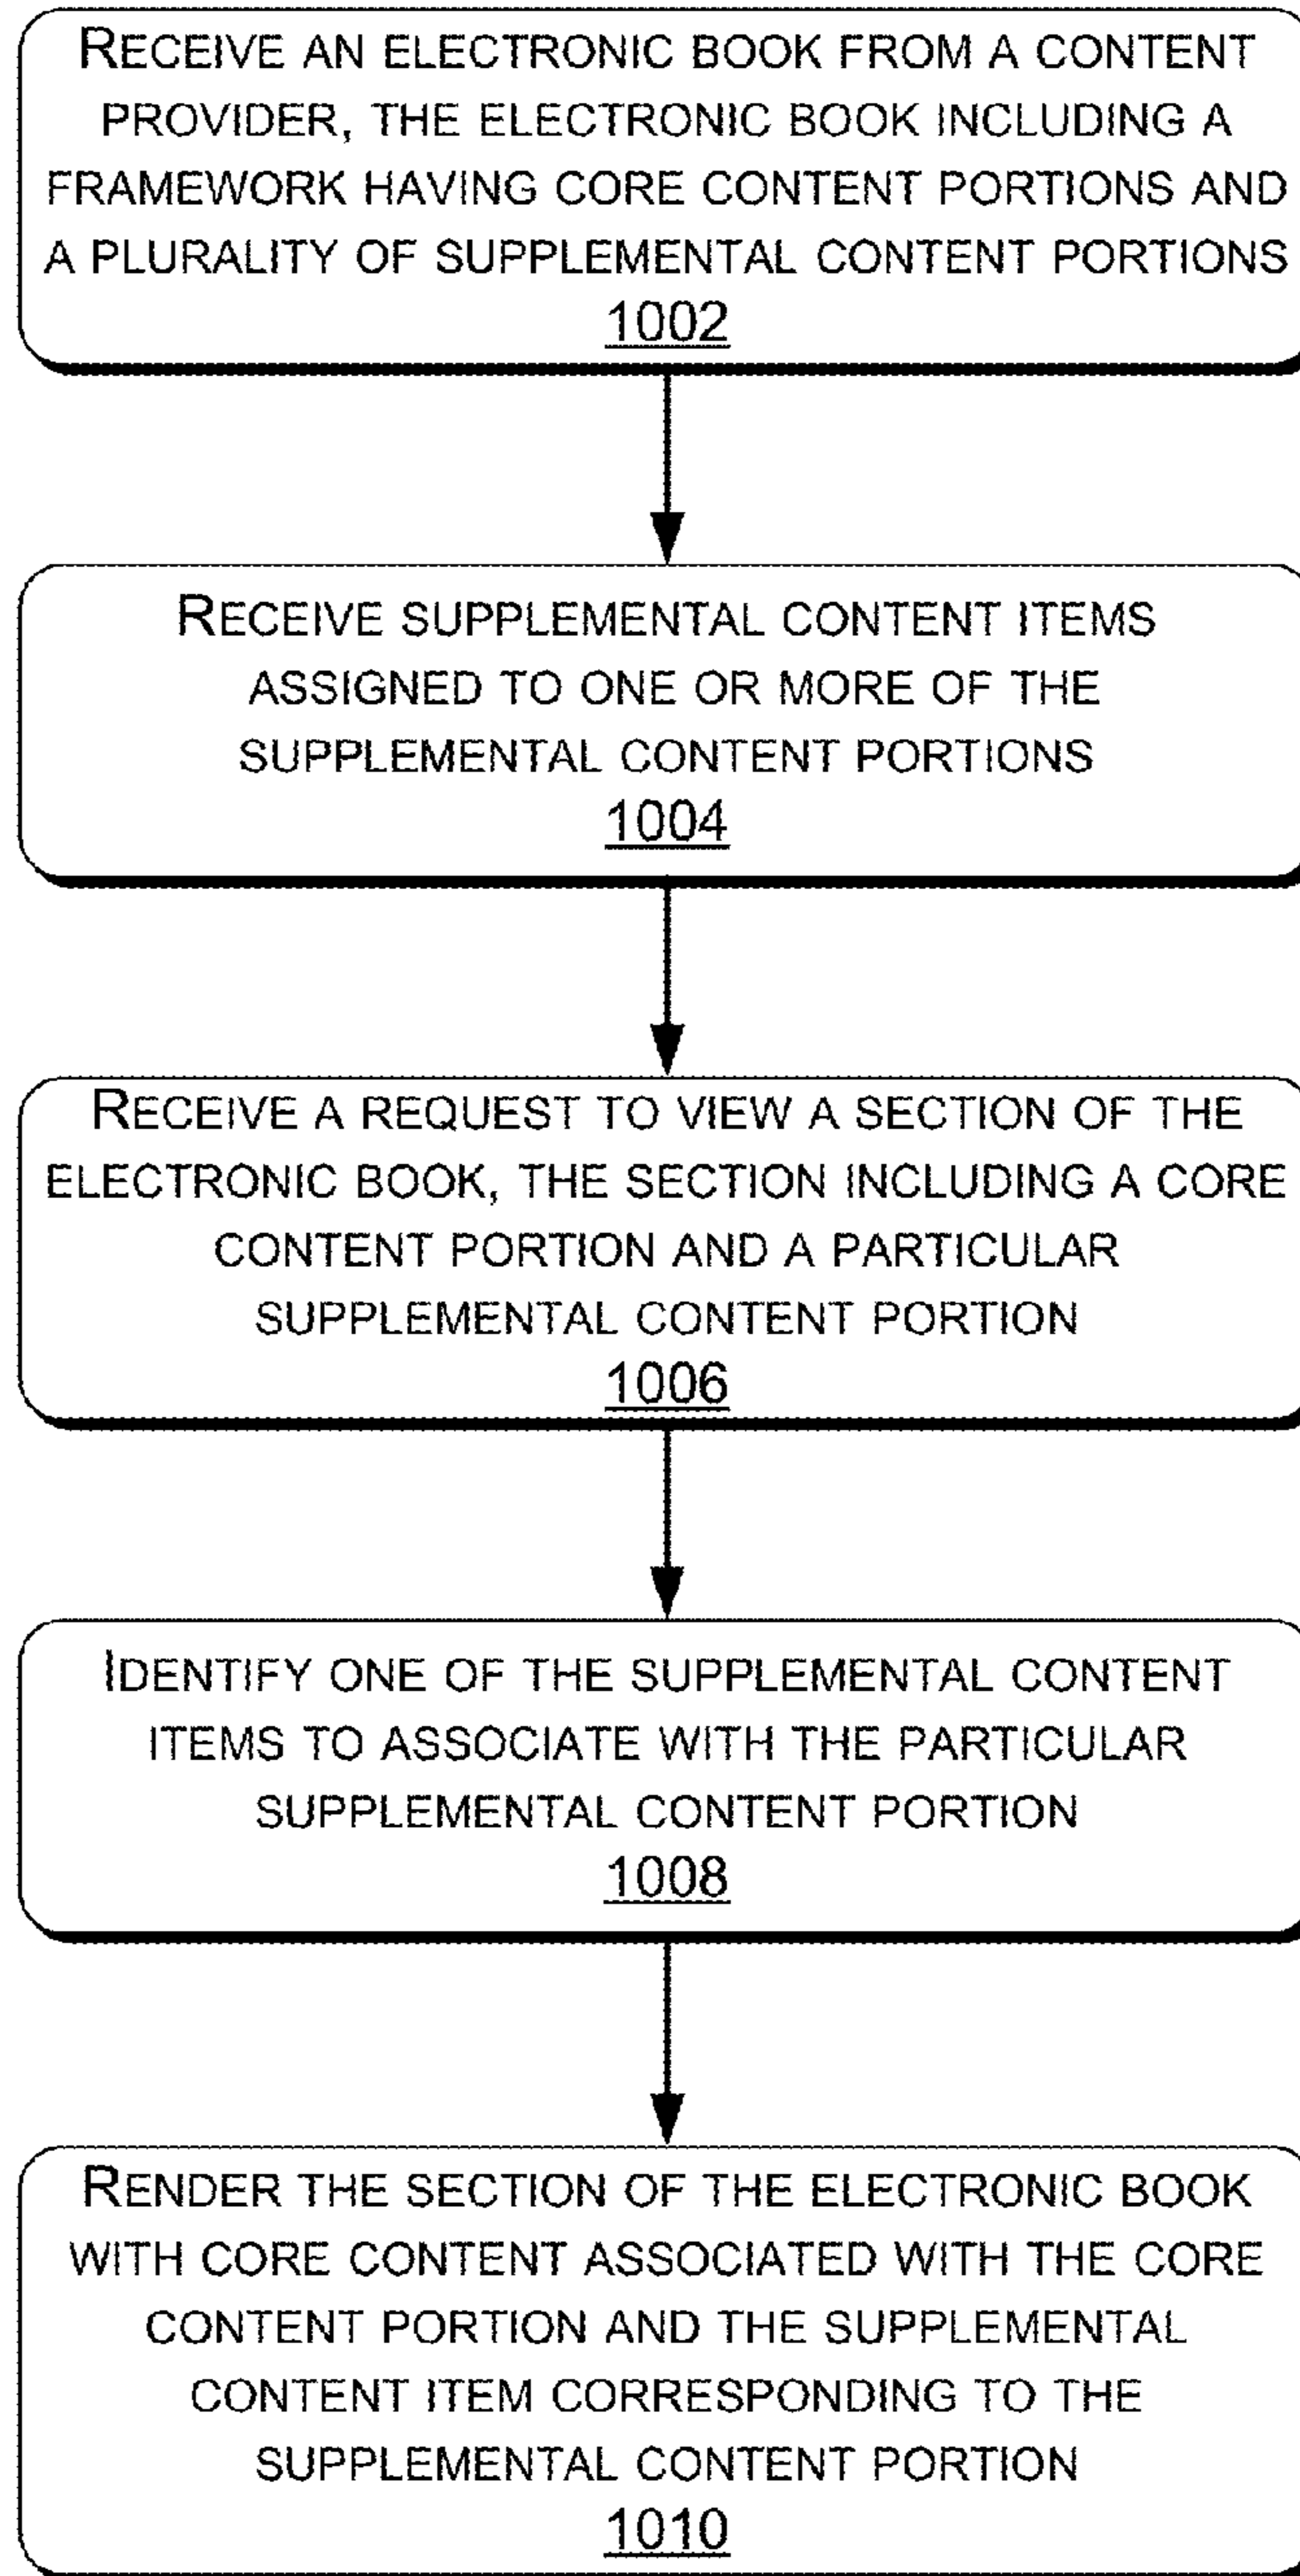 RECEIVE AN ELECTRONIC BOOK FROM A CONTENT
PROVIDER, THE ELECTRONIC BOOK INCLUDING A
FRAMEWORK HAVING CORE CONTENT PORTIONS AND
A PLURALITY OF SUPPLEMENTAL CONTENT PORTIONS
1002
RECEIVE SUPPLEMENTAL CONTENT ITEMS
ASSIGNED TO ONE OR MORE OF THE
SUPPLEMENTAL CONTENT PORTIONS
1004
RECEIVE A REQUEST TO VIEW A SECTION OF THE
ELECTRONIC BOOK, THE SECTION INCLUDING A CORE
CONTENT PORTION AND A PARTICULAR
SUPPLEMENTAL CONTENT PORTION
1006
IDENTIFY ONE OF THE SUPPLEMENTAL CONTENT
ITEMS TO ASSOCIATE WITH THE PARTICULAR
SUPPLEMENTAL CONTENT PORTION
1008
RENDER THE SECTION OF THE ELECTRONIC BOOK
WITH CORE CONTENT ASSOCIATED WITH THE CORE
CONTENT PORTION AND THE SUPPLEMENTAL
CONTENT ITEM CORRESPONDING TO THE
SUPPLEMENTAL CONTENT PORTION
1010